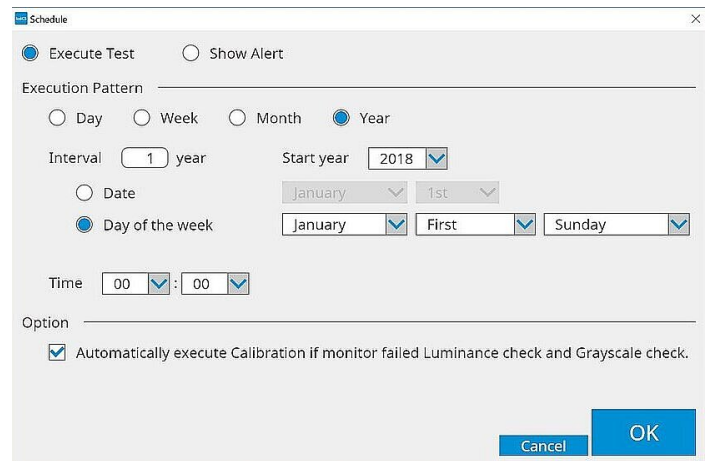 Schedule
Execute Test Show Alert
Execution Pattern
Day Week Month Year
Interval 1 year Start year 2018
Date January 1st
Day of the week January First Sunday
Time 00 : 00
Option
Automatically execute Calibration if monitor failed Luminance check and Grayscale check.
OK
Cancel